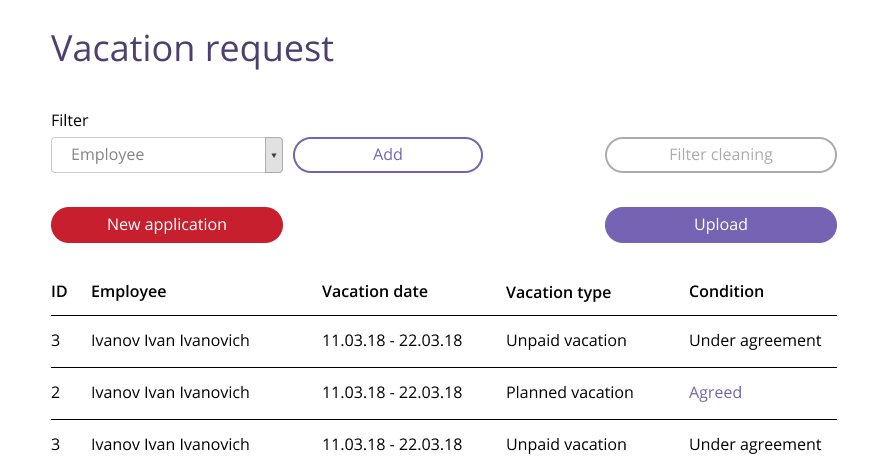 Vacation request
Filter
Employee Add Filter cleaning
New application Upload
ID Employee Vacation date Vacation type Condition
3 Ivanov Ivan Ivanovich 11.03.18 - 22.03.18 Unpaid vacation Under agreement
2 Ivanov Ivan Ivanovich 11.03.18 - 22.03.18 Planned vacation Agreed
3 Ivanov Ivan Ivanovich 11.03.18 - 22.03.18 Unpaid vacation Under agreement